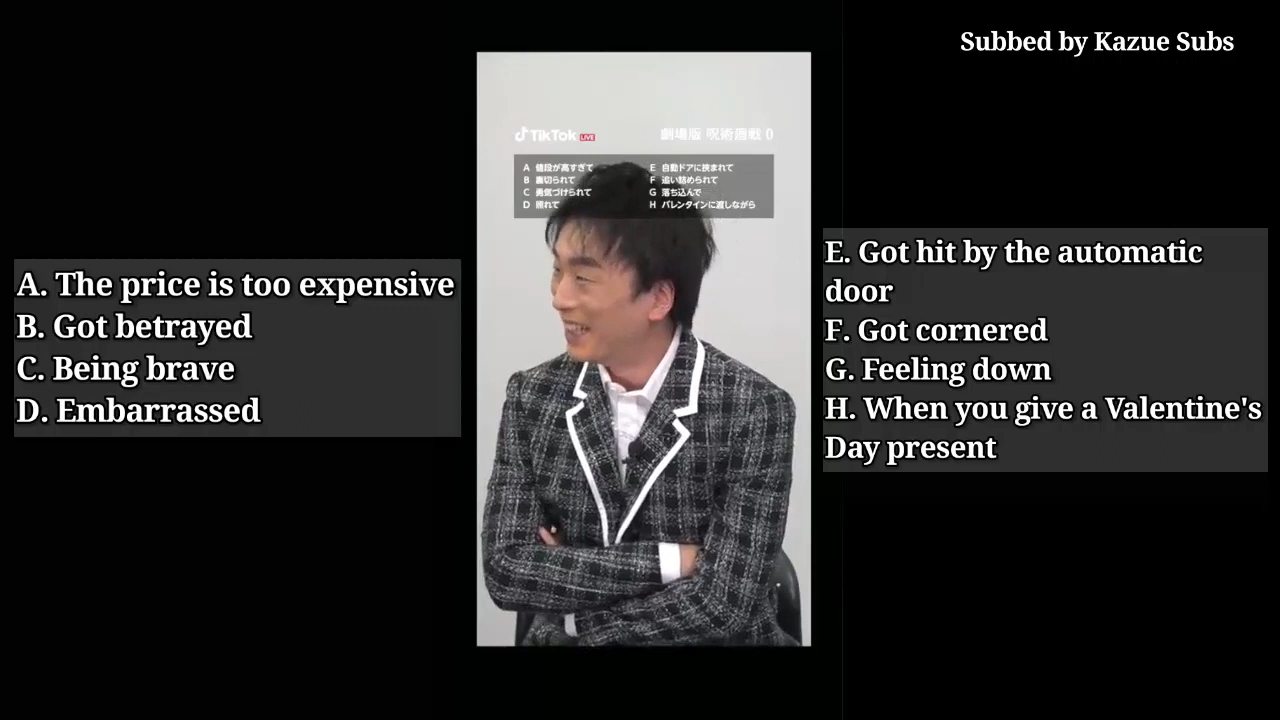 Subbed by Kazue Subs
TikTok LIVE
劇場版 呪術廻戦 0
A 値段が高すぎて
B 裏切られて
C 勇気づけられて
D 照れて
E 自動ドアに挟まれて
F 追い詰められて
G 落ち込んで
H バレンタインに渡しながら
A. The price is too expensive
B. Got betrayed
C. Being brave
D. Embarrassed
E. Got hit by the automatic
door
F. Got cornered
G. Feeling down
H. When you give a Valentine's
Day present